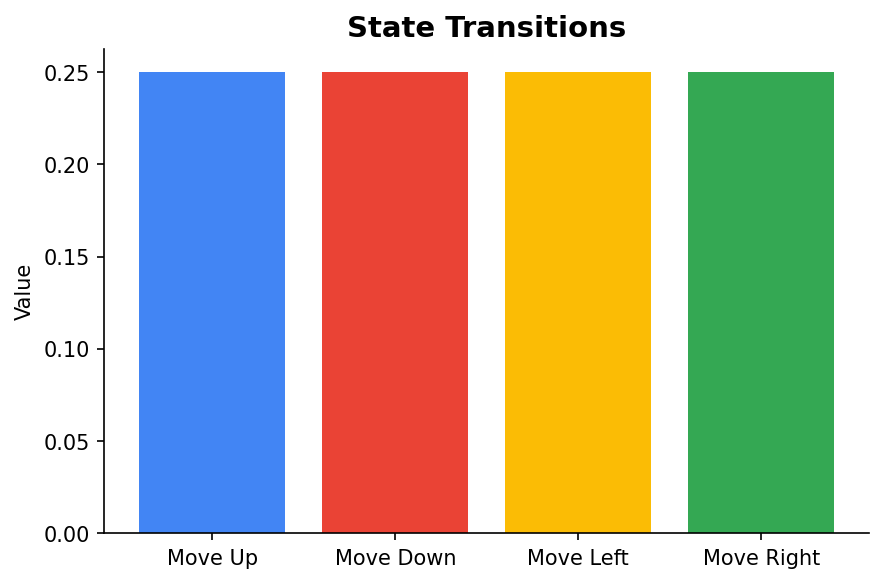 State Transitions
0.25
0.20
0.15
0.10
0.05
0.00
Value
Move Up
Move Down
Move Left
Move Right